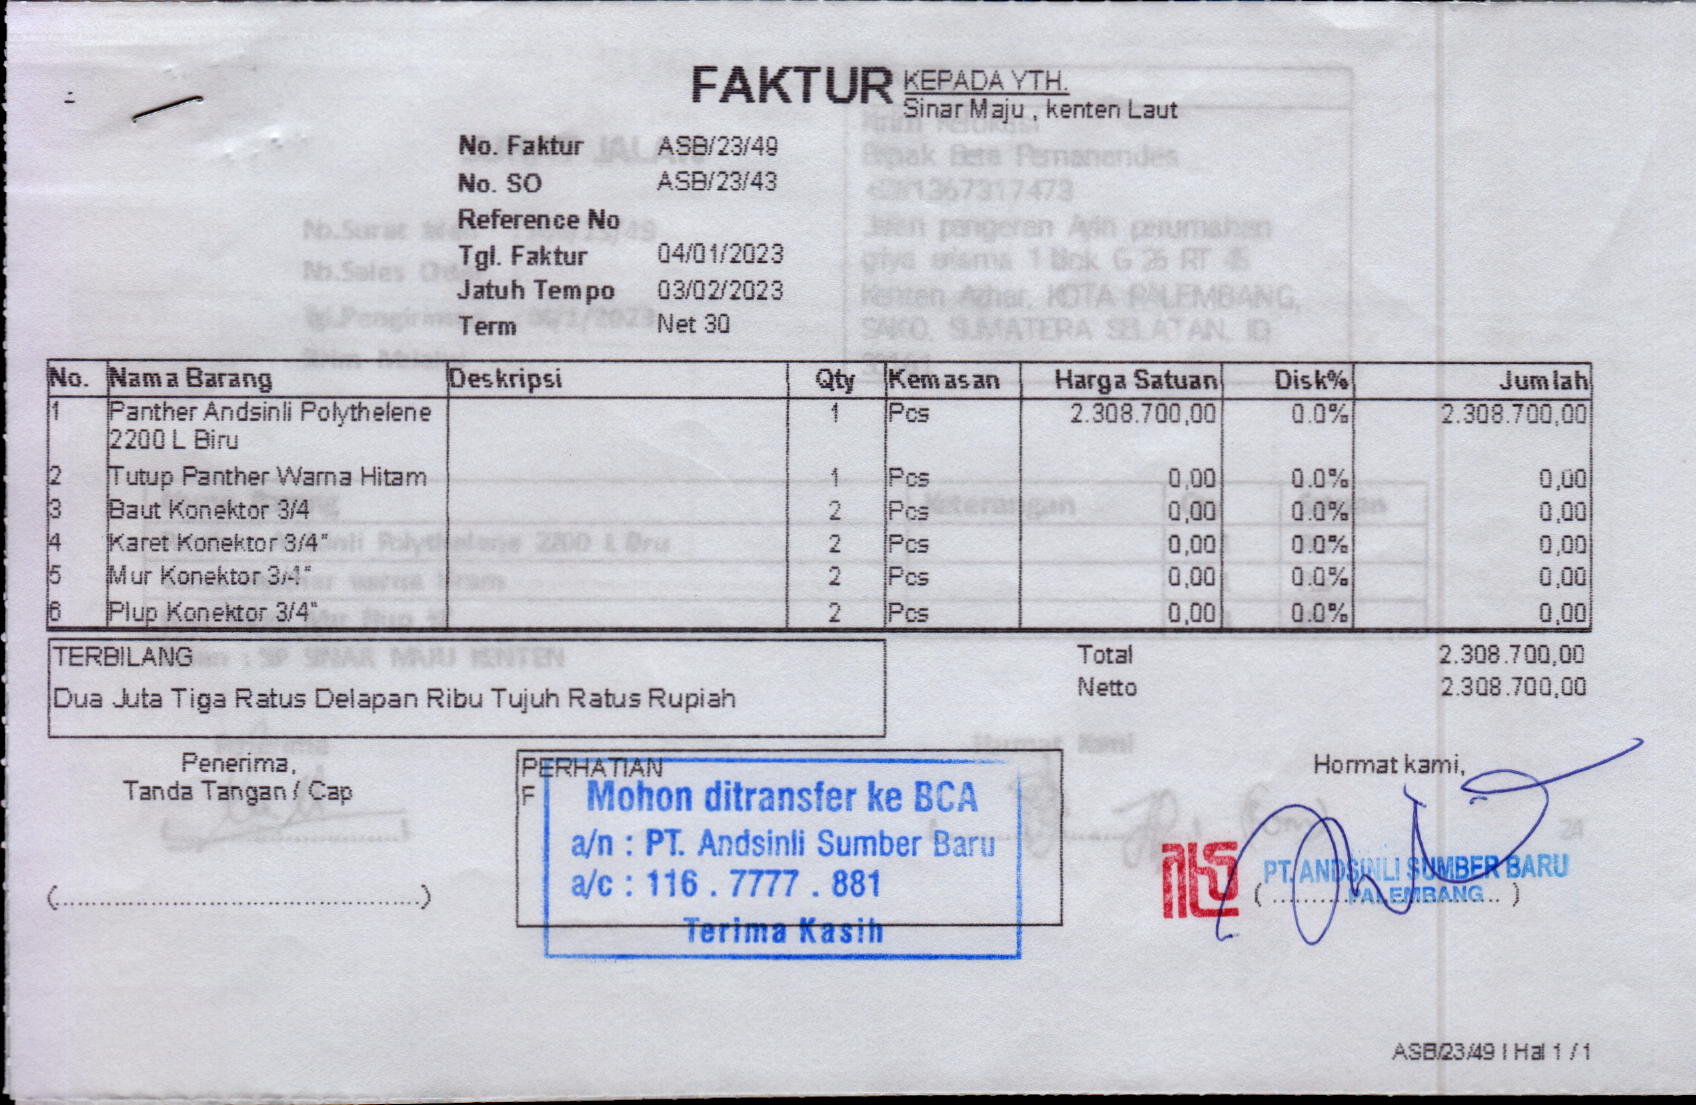 FAKTUR
KEPADA YTH.
Sinar Maju , kenten Laut
No. Faktur ASB/23/49
No. SO ASB/23/43
Reference No
Tgl. Faktur 04/01/2023
Jatuh Tempo 03/02/2023
Term Net 30
No. Nama Barang Deskripsi Qty Kemasan Harga Satuan Disk% Jumlah
1 Panther Andsinli Polythelene 1 Pcs 2.308.700,00 0.0% 2.308.700,00
2200 L Biru
2 Tutup Panther Warna Hitam 1 Pcs 0,00 0.0% 0,00
3 Baut Konektor 3/4 2 Pcs 0,00 0.0% 0,00
4 Karet Konektor 3/4" 2 Pcs 0,00 0.0% 0,00
5 Mur Konektor 3/4" 2 Pcs 0,00 0.0% 0,00
6 Plup Konektor 3/4" 2 Pcs 0,00 0.0% 0,00
TERBILANG
Dua Juta Tiga Ratus Delapan Ribu Tujuh Ratus Rupiah
Total 2.308.700,00
Netto 2.308.700,00
Penerima,
Tanda Tangan / Cap
(..............................................)
PERHATIAN
F
Mohon ditransfer ke BCA
a/n : PT. Andsinli Sumber Baru
a/c : 116 . 7777 . 881
Terima Kasih
Hormat kami,
PT. ANDSINLI SUMBER BARU
PALEMBANG
ASB/23/49 | Hal 1 / 1